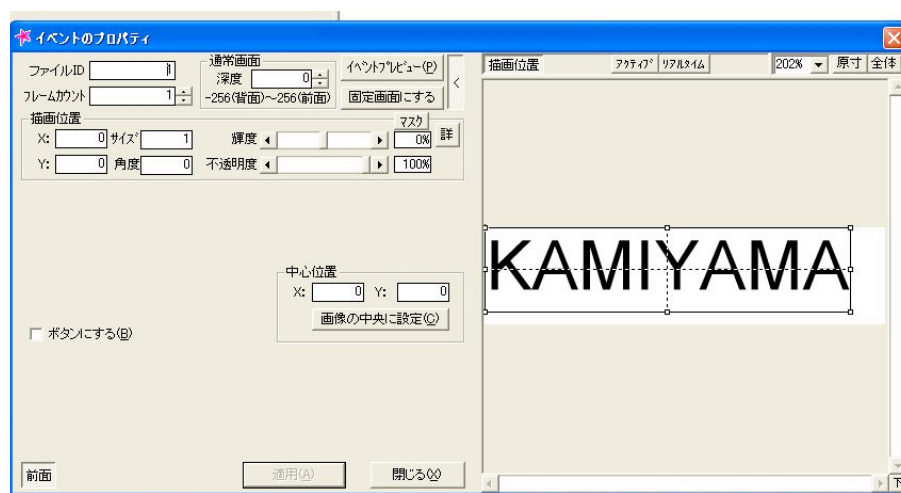 イベントのプロパティ
ファイルID
通常画面
深度 0
-256(背面)～256(前面)
イベントプレビュー(P)
固定画面にする
<
フレームカウント 1
描画位置
X: 0 サイズ 1
Y: 0 角度 0
輝度 0%
マスク
詳
不透明度 100%
中心位置
X: 0 Y: 0
画像の中央に設定(C)
ボタンにする(B)
前面
適用(A)
閉じる(X)
描画位置
アクティブ リアルタイム
202% 原寸 全体
KAMIYAMA
下